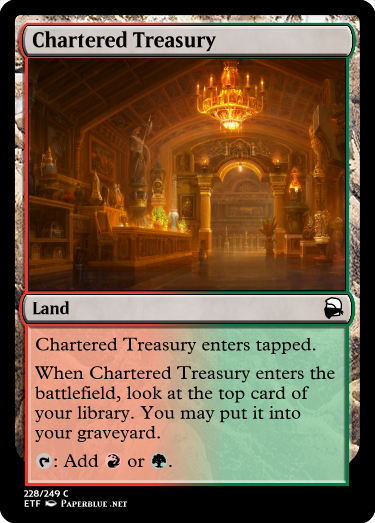 Chartered Treasury
Land
Chartered Treasury enters tapped.
When Chartered Treasury enters the
battlefield, look at the top card of
your library. You may put it into
your graveyard.
: Add or .
228/249 C
ETF PAPERBLUE .NET